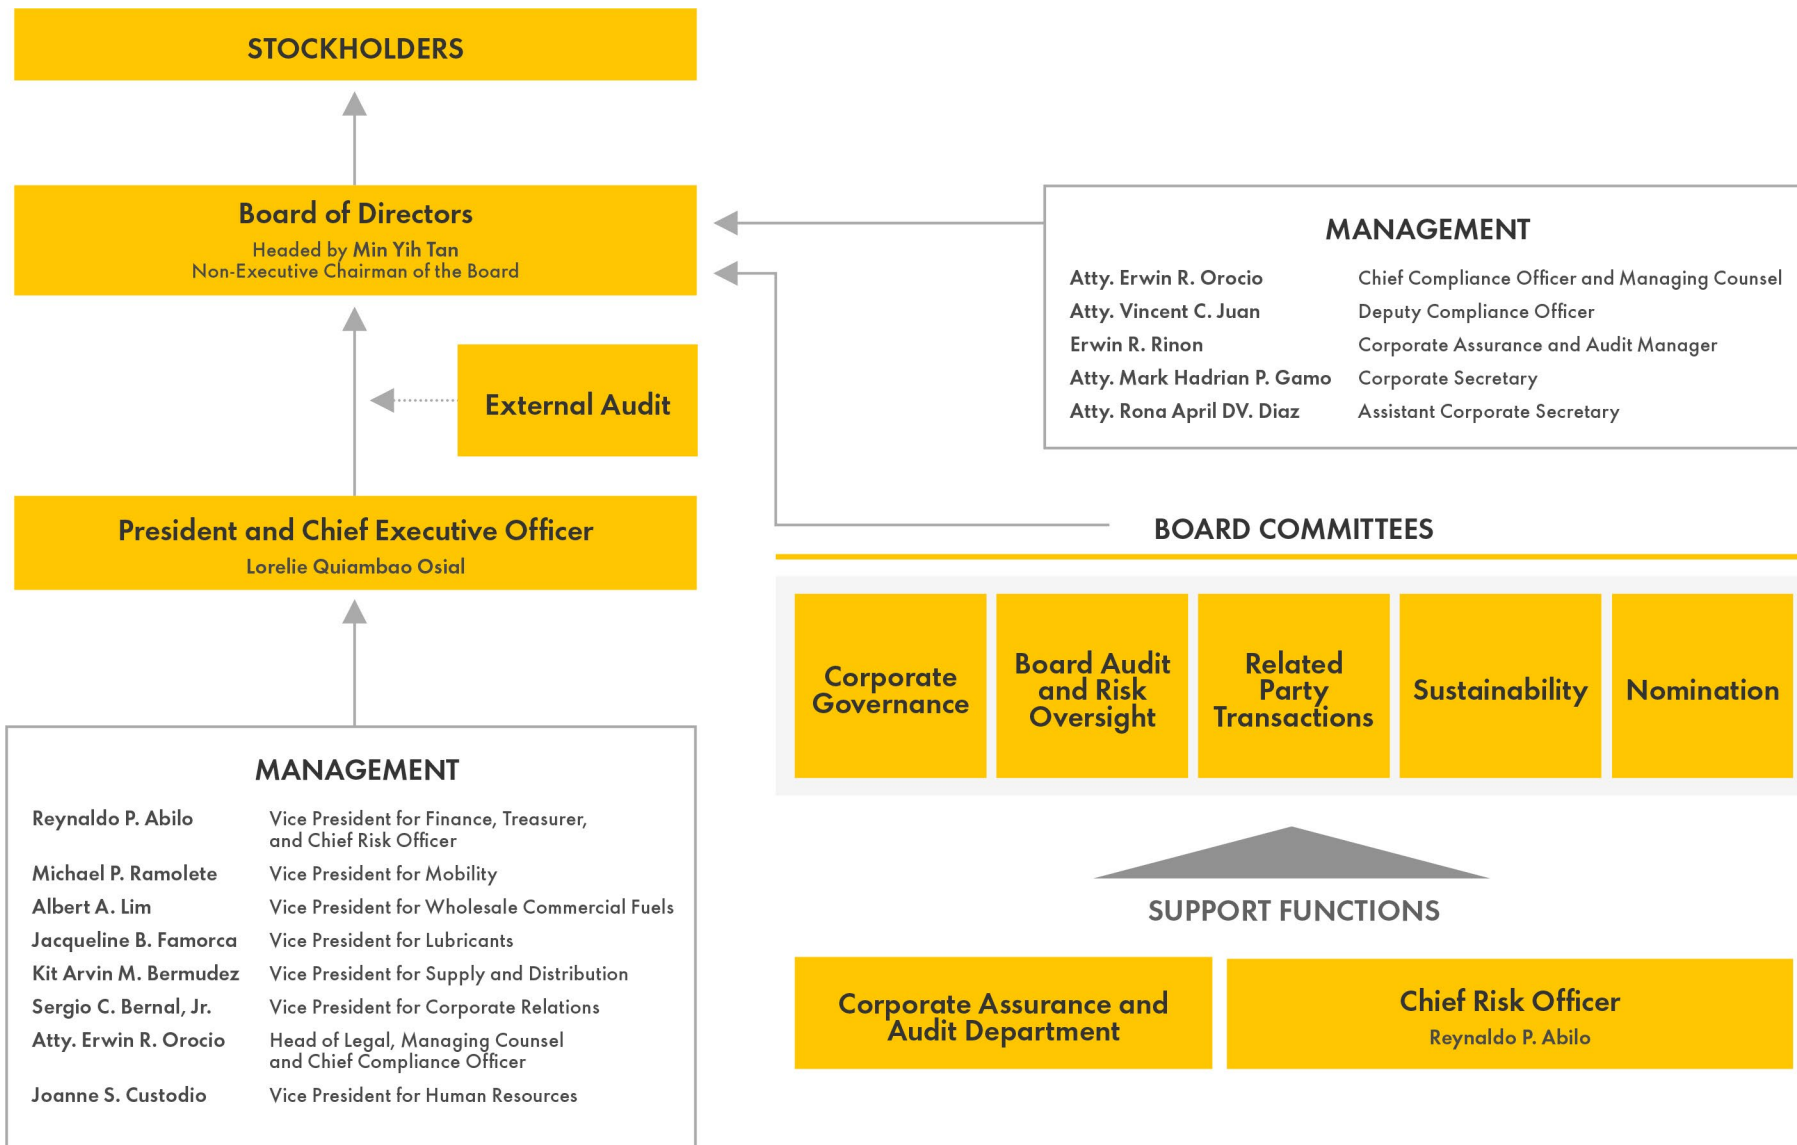 STOCKHOLDERS
Board of Directors
Headed by Min Yih Tan
Non-Executive Chairman of the Board
External Audit
President and Chief Executive Officer
Lorelie Quiambao Osial
MANAGEMENT
Reynaldo P. Abilo Vice President for Finance, Treasurer,
and Chief Risk Officer
Michael P. Ramolete Vice President for Mobility
Albert A. Lim Vice President for Wholesale Commercial Fuels
Jacqueline B. Famorca Vice President for Lubricants
Kit Arvin M. Bermudez Vice President for Supply and Distribution
Sergio C. Bernal, Jr. Vice President for Corporate Relations
Atty. Erwin R. Orocio Head of Legal, Managing Counsel
and Chief Compliance Officer
Joanne S. Custodio Vice President for Human Resources
MANAGEMENT
Atty. Erwin R. Orocio Chief Compliance Officer and Managing Counsel
Atty. Vincent C. Juan Deputy Compliance Officer
Erwin R. Rinon Corporate Assurance and Audit Manager
Atty. Mark Hadrian P. Gamo Corporate Secretary
Atty. Rona April DV. Diaz Assistant Corporate Secretary
BOARD COMMITTEES
Corporate
Governance
Board Audit
and Risk
Oversight
Related
Party
Transactions
Sustainability
Nomination
SUPPORT FUNCTIONS
Corporate Assurance and
Audit Department
Chief Risk Officer
Reynaldo P. Abilo